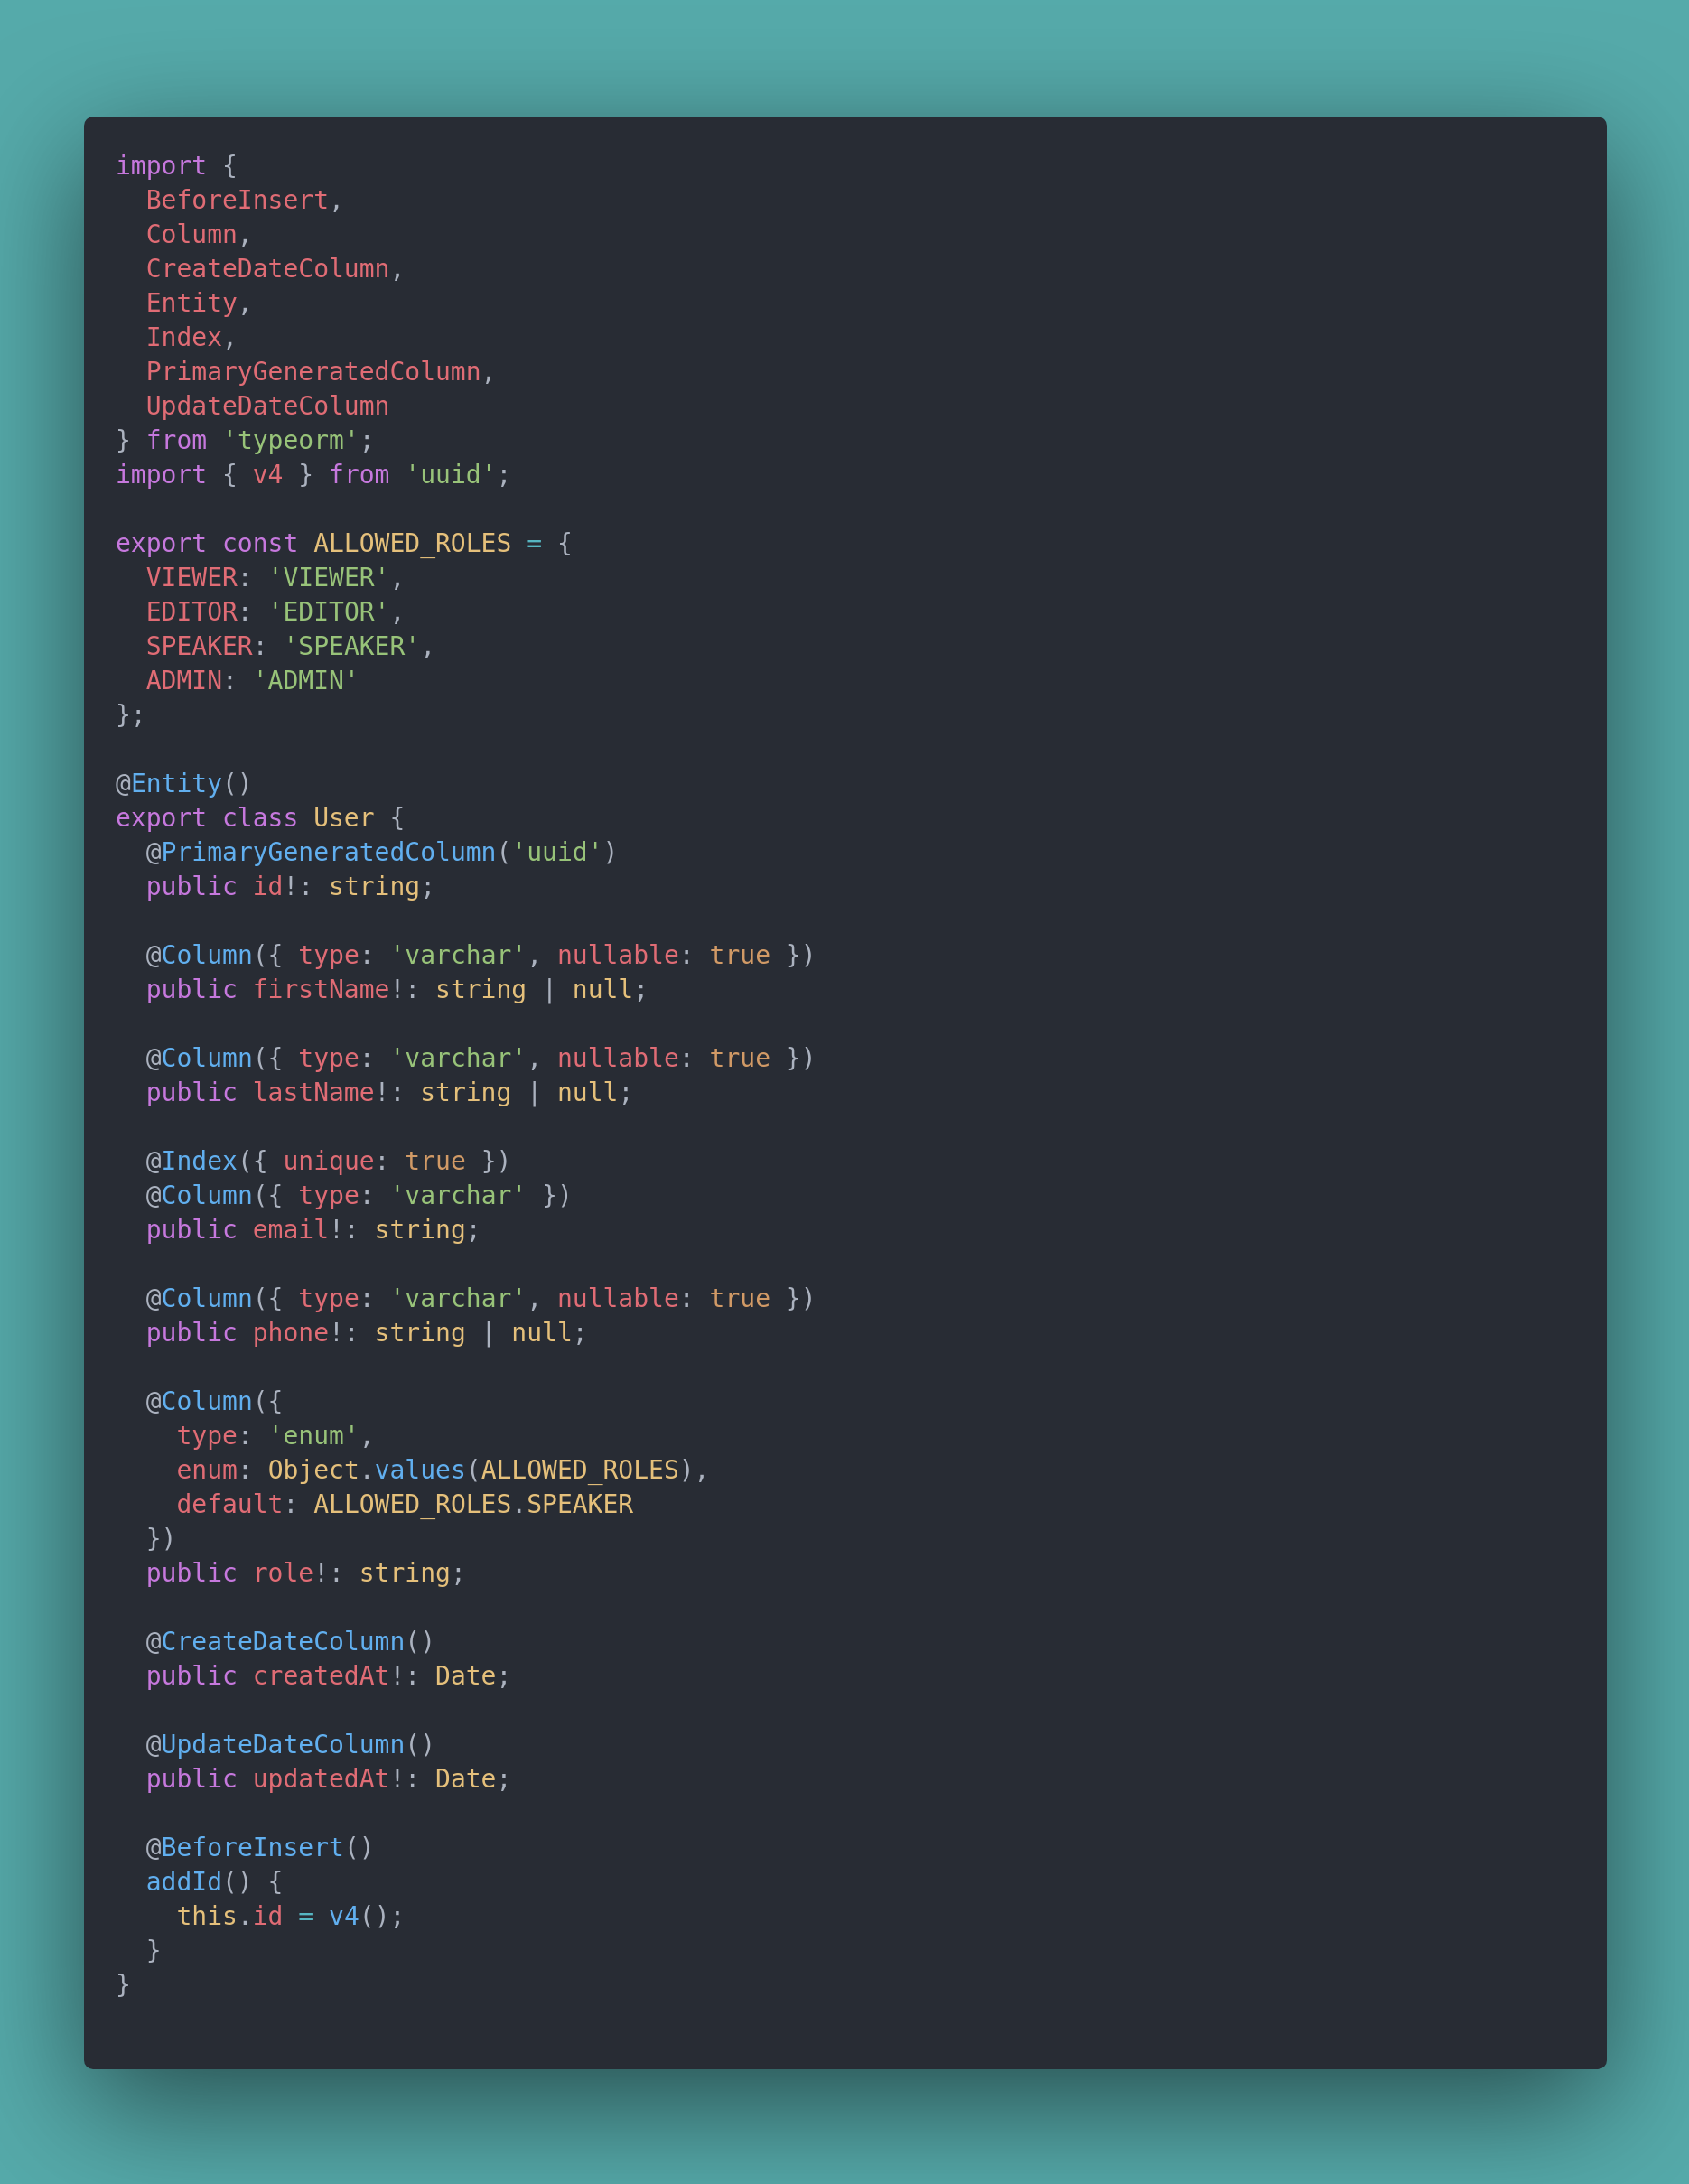 import {
  BeforeInsert,
  Column,
  CreateDateColumn,
  Entity,
  Index,
  PrimaryGeneratedColumn,
  UpdateDateColumn
} from 'typeorm';
import { v4 } from 'uuid';

export const ALLOWED_ROLES = {
  VIEWER: 'VIEWER',
  EDITOR: 'EDITOR',
  SPEAKER: 'SPEAKER',
  ADMIN: 'ADMIN'
};

@Entity()
export class User {
  @PrimaryGeneratedColumn('uuid')
  public id!: string;

  @Column({ type: 'varchar', nullable: true })
  public firstName!: string | null;

  @Column({ type: 'varchar', nullable: true })
  public lastName!: string | null;

  @Index({ unique: true })
  @Column({ type: 'varchar' })
  public email!: string;

  @Column({ type: 'varchar', nullable: true })
  public phone!: string | null;

  @Column({
    type: 'enum',
    enum: Object.values(ALLOWED_ROLES),
    default: ALLOWED_ROLES.SPEAKER
  })
  public role!: string;

  @CreateDateColumn()
  public createdAt!: Date;

  @UpdateDateColumn()
  public updatedAt!: Date;

  @BeforeInsert()
  addId() {
    this.id = v4();
  }
}